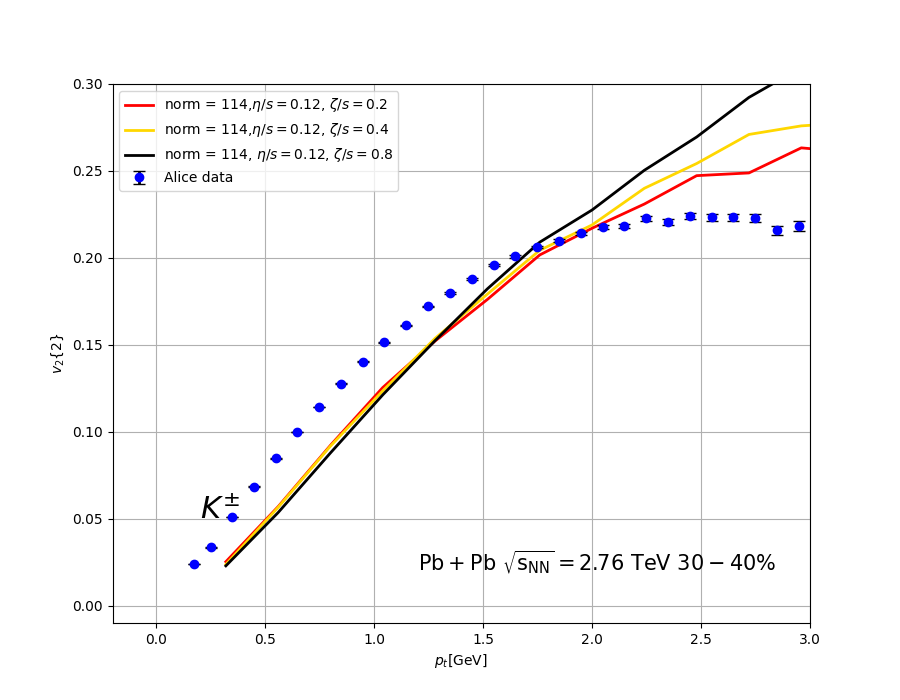 0.30
0.25
0.20
0.15
0.10
0.05
0.00
v₂{2}
norm = 114,η/s = 0.12, ζ/s = 0.2
norm = 114,η/s = 0.12, ζ/s = 0.4
norm = 114, η/s = 0.12, ζ/s = 0.8
Alice data
K±
Pb + Pb √sNN = 2.76 TeV 30 − 40%
0.0 0.5 1.0 1.5 2.0 2.5 3.0
pt[GeV]